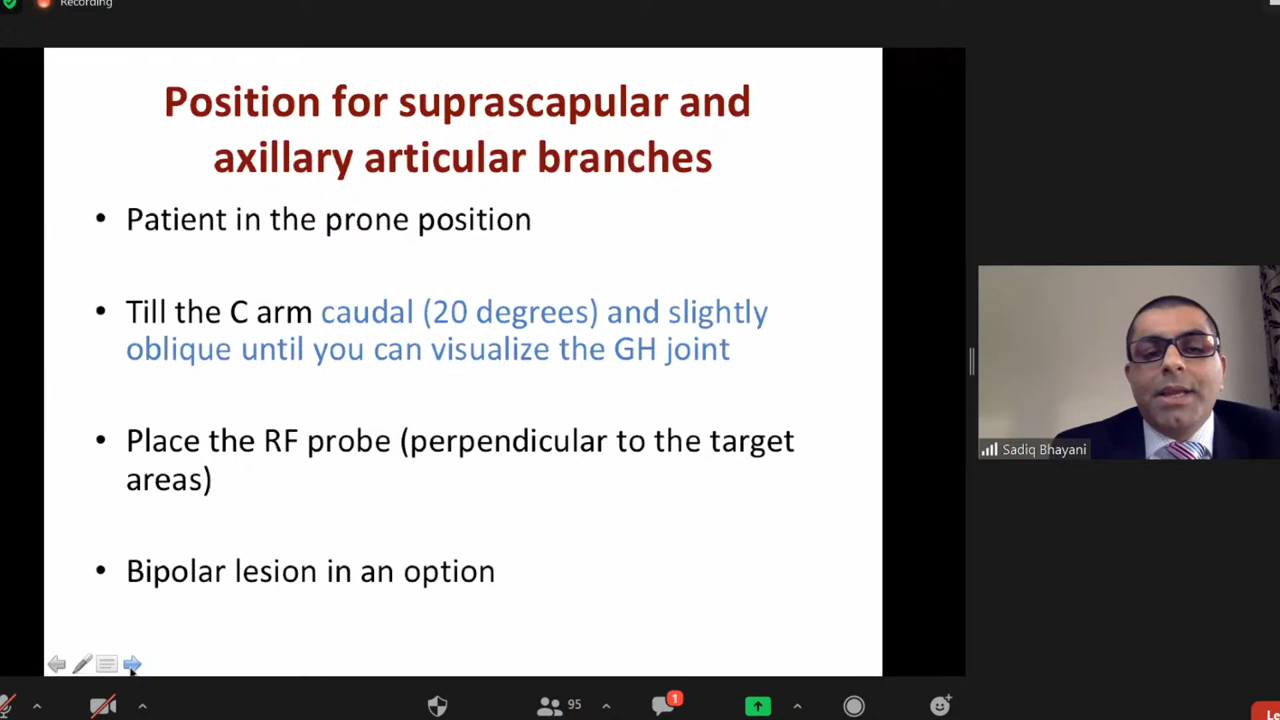 Recording
Position for suprascapular and
axillary articular branches
• Patient in the prone position
• Till the C arm caudal (20 degrees) and slightly
oblique until you can visualize the GH joint
• Place the RF probe (perpendicular to the target
areas)
• Bipolar lesion in an option
Sadiq Bhayani
95
1